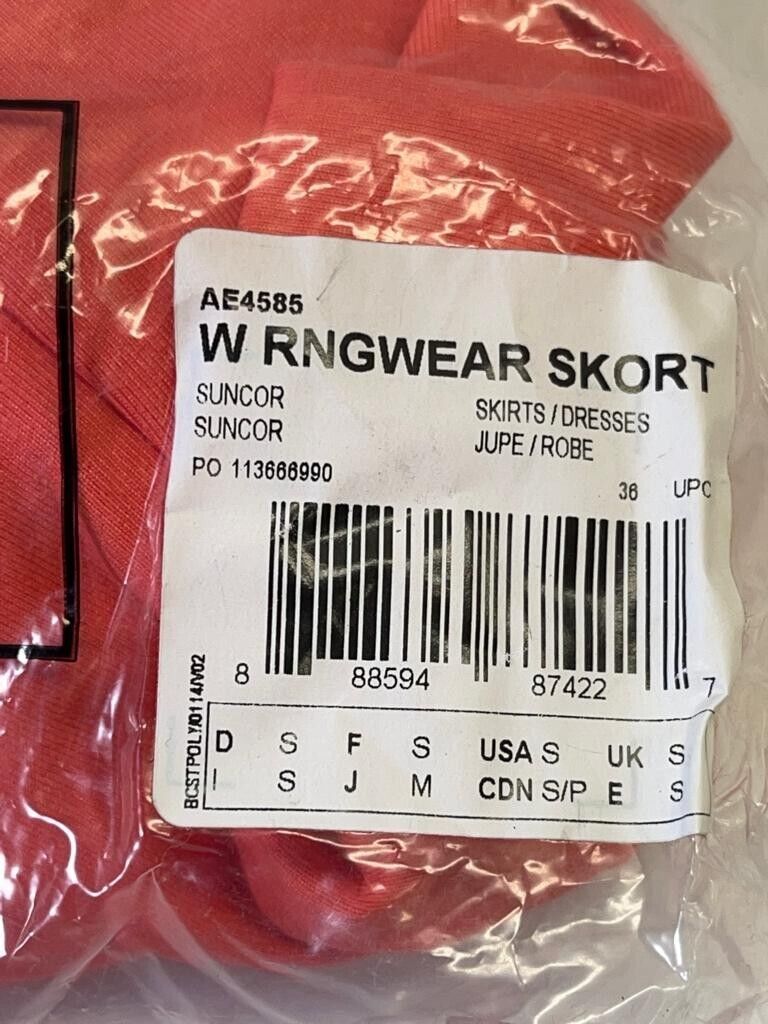 AE4585
W RNGWEAR SKORT
SUNCOR
SUNCOR
SKIRTS / DRESSES
JUPE / ROBE
PO 113666990
36 UPC
8 88594 87422 7
BCSTPOLY/0114/V02
D S F S USA S UK S
I S J M CDN S/P E S